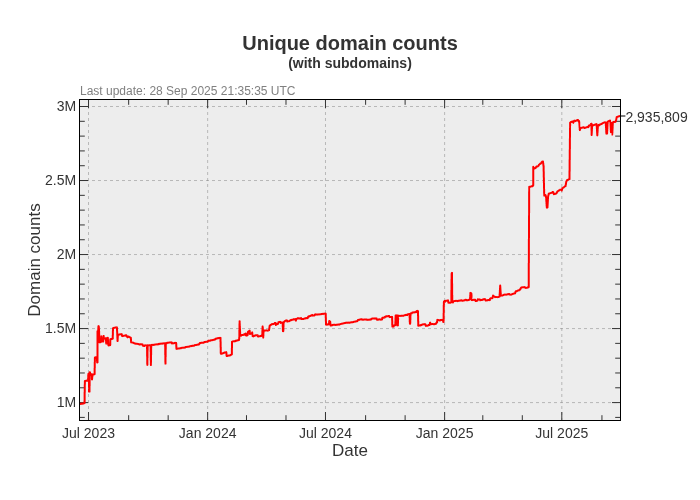 Unique domain counts
(with subdomains)
Last update: 28 Sep 2025 21:35:35 UTC
3M
2,935,809
2.5M
2M
1.5M
1M
Domain counts
Jul 2023 Jan 2024 Jul 2024 Jan 2025 Jul 2025
Date